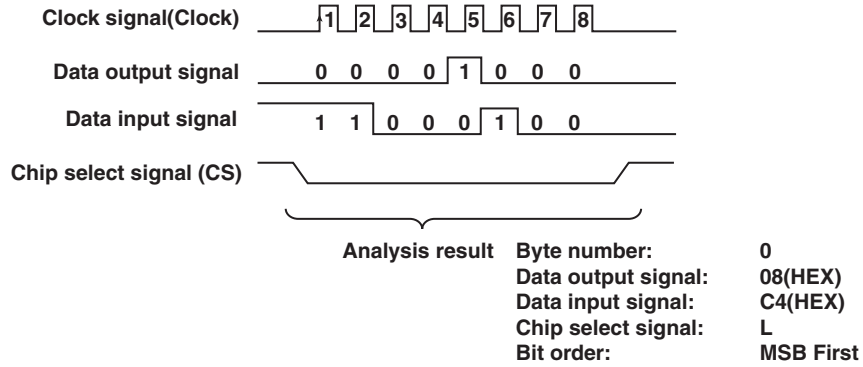 Clock signal(Clock) 1 2 3 4 5 6 7 8
Data output signal 0 0 0 0 1 0 0 0
Data input signal 1 1 0 0 0 1 0 0
Chip select signal (CS)
Analysis result Byte number: 0
Data output signal: 08(HEX)
Data input signal: C4(HEX)
Chip select signal: L
Bit order: MSB First